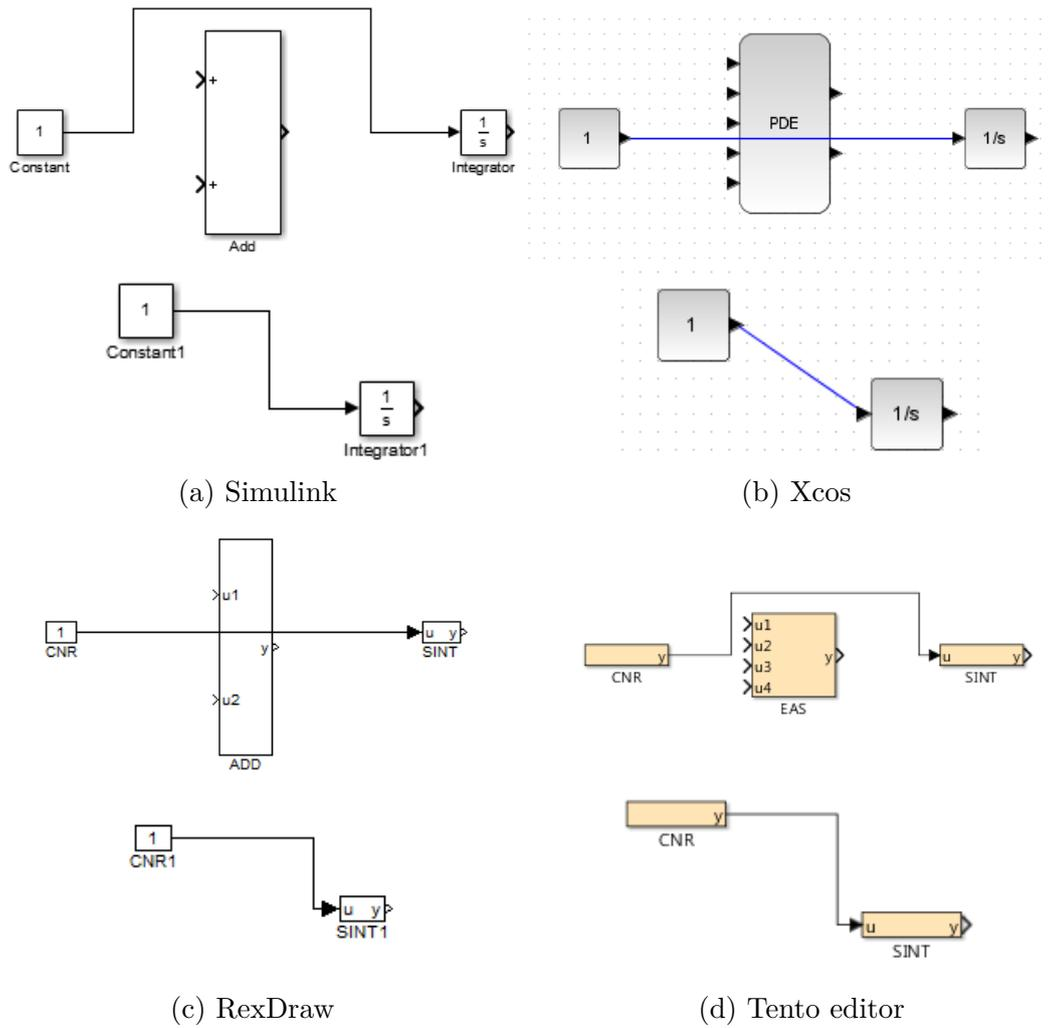 +
1
1
s
Constant
Integrator
+
Add
1
Constant1
1
s
Integrator1
(a) Simulink
PDE
1
1/s
1
1/s
(b) Xcos
u1
1
u y
CNR
SINT
y
u2
ADD
1
CNR1
u y
SINT1
(c) RexDraw
u1
u2
y
y
u y
u3
CNR
SINT
u4
EAS
y
CNR
u y
SINT
(d) Tento editor